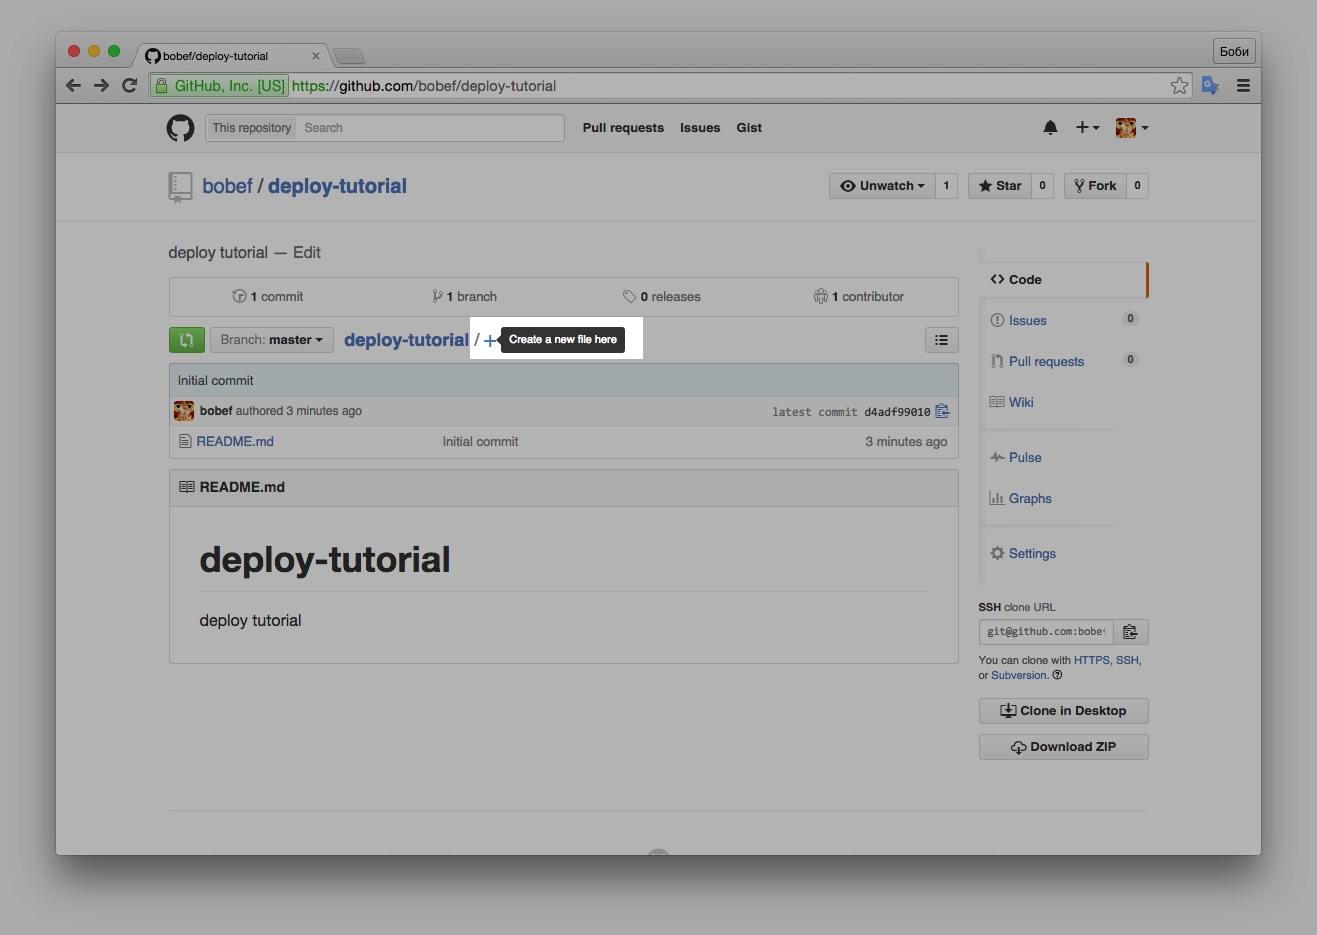 bobef/deploy-tutorial
Боби
GitHub, Inc. [US] https://github.com/bobef/deploy-tutorial
This repository Search Pull requests Issues Gist
bobef / deploy-tutorial
Unwatch 1 Star 0 Fork 0
deploy tutorial — Edit
1 commit 1 branch 0 releases 1 contributor
Branch: master deploy-tutorial / + Create a new file here
Initial commit
bobef authored 3 minutes ago latest commit d4adf99010
README.md Initial commit 3 minutes ago
README.md
deploy-tutorial
deploy tutorial
Code
Issues 0
Pull requests 0
Wiki
Pulse
Graphs
Settings
SSH clone URL
git@github.com:bobef
You can clone with HTTPS, SSH,
or Subversion.
Clone in Desktop
Download ZIP